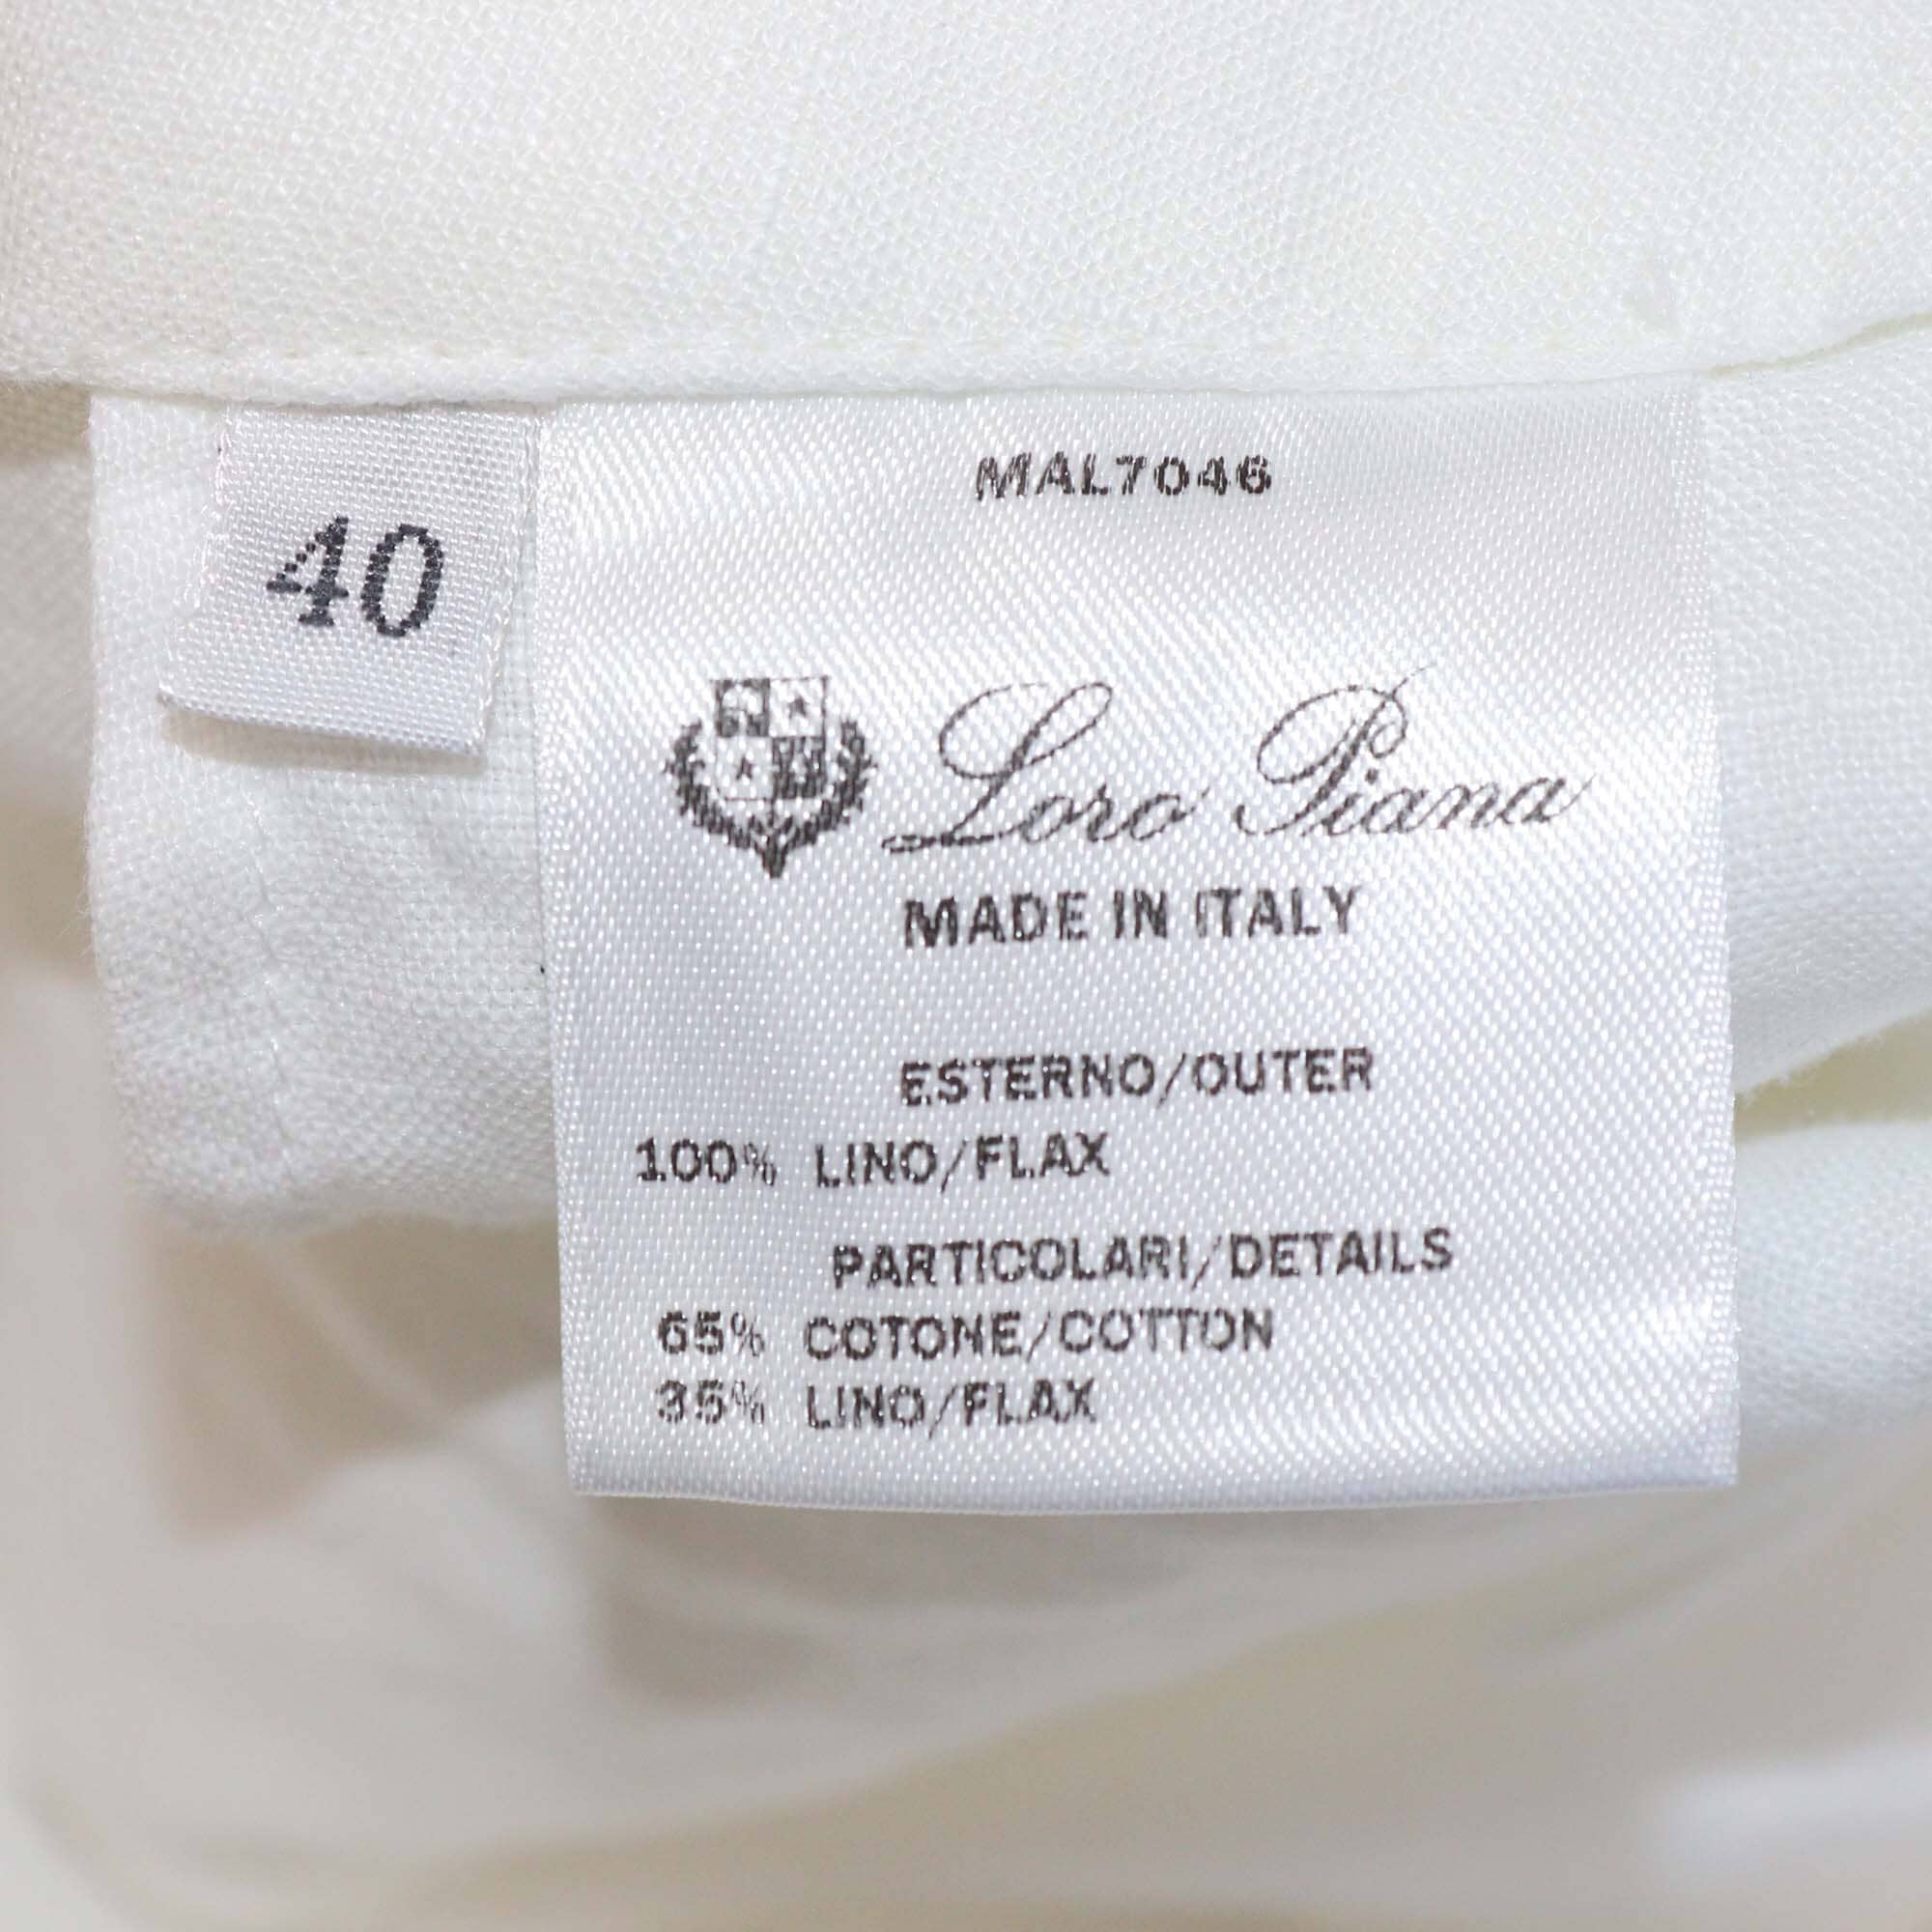 40
MAL7046
Loro Piana
MADE IN ITALY
ESTERNO/OUTER
100% LINO/FLAX
PARTICOLARI/DETAILS
65% COTONE/COTTON
35% LINO/FLAX